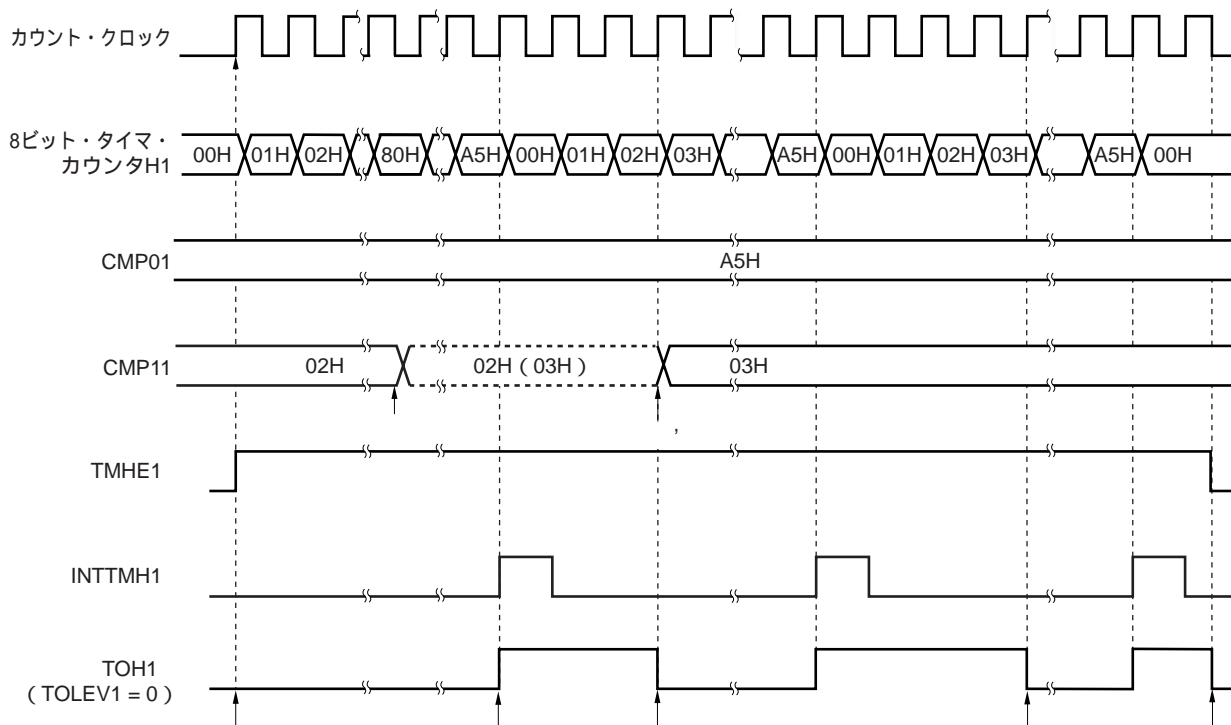 カウント・クロック
8ビット・タイマ・
カウンタH1
00H 01H 02H 80H A5H 00H 01H 02H 03H A5H 00H 01H 02H 03H A5H 00H
CMP01
A5H
CMP11
02H 02H ( 03H ) 03H
,
TMHE1
INTTMH1
TOH1
( TOLEV1 = 0 )